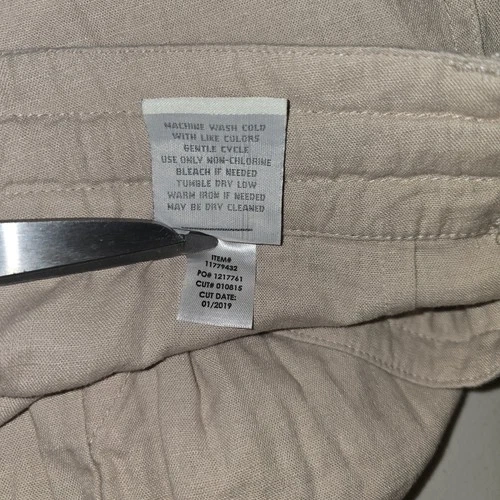 MACHINE WASH COLD
WITH LIKE COLORS
GENTLE CYCLE
USE ONLY NON-CHLORINE
BLEACH IF NEEDED
TUMBLE DRY LOW
WARM IRON IF NEEDED
MAY BE DRY CLEANED
ITEM#
11779432
PO# 1217761
CUT# 010815
CUT DATE:
01/2019